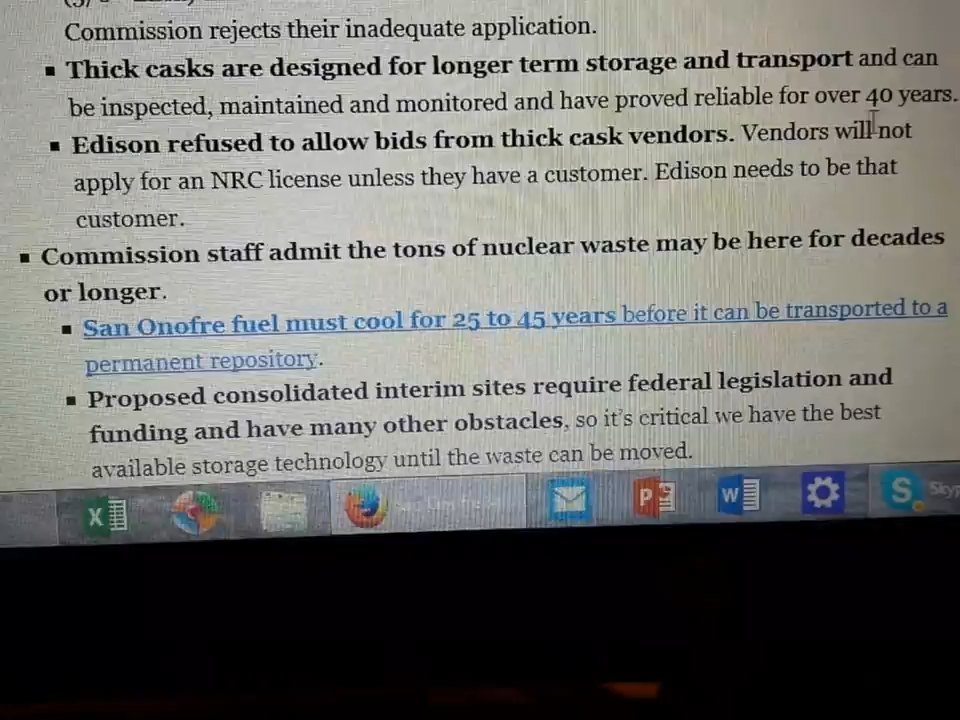 Commission rejects their inadequate application.
▪ Thick casks are designed for longer term storage and transport and can
be inspected, maintained and monitored and have proved reliable for over 40 years.
▪ Edison refused to allow bids from thick cask vendors. Vendors will not
apply for an NRC license unless they have a customer. Edison needs to be that
customer.
▪ Commission staff admit the tons of nuclear waste may be here for decades
or longer.
▪ San Onofre fuel must cool for 25 to 45 years before it can be transported to a
permanent repository.
▪ Proposed consolidated interim sites require federal legislation and
funding and have many other obstacles, so it's critical we have the best
available storage technology until the waste can be moved.
X P W S Sky